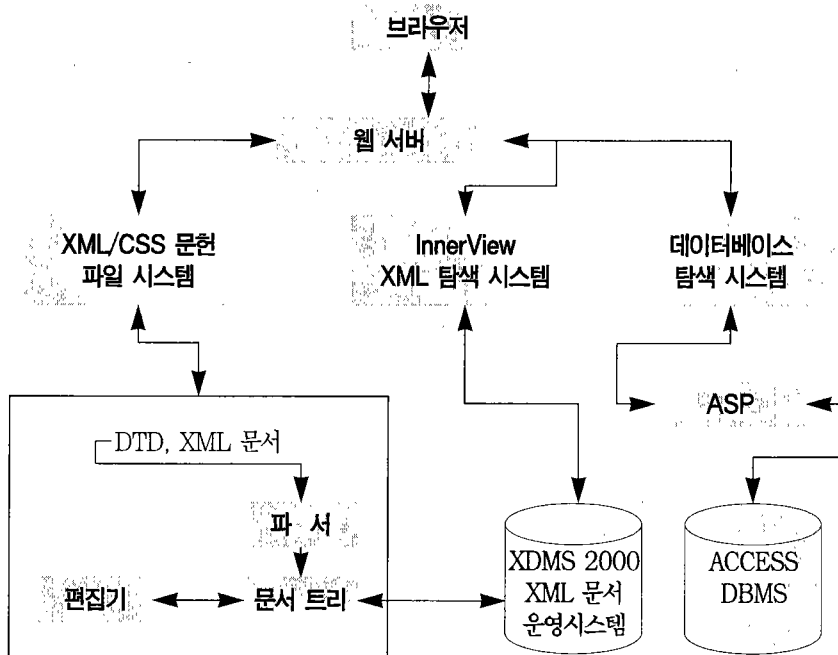 브라우저
웹 서버
XML/CSS 문헌
파일 시스템
InnerView
XML 탐색 시스템
데이터베이스
탐색 시스템
ASP
DTD, XML 문서
파 서
편집기
문서 트리
XDMS 2000
XML 문서
운영시스템
ACCESS
DBMS